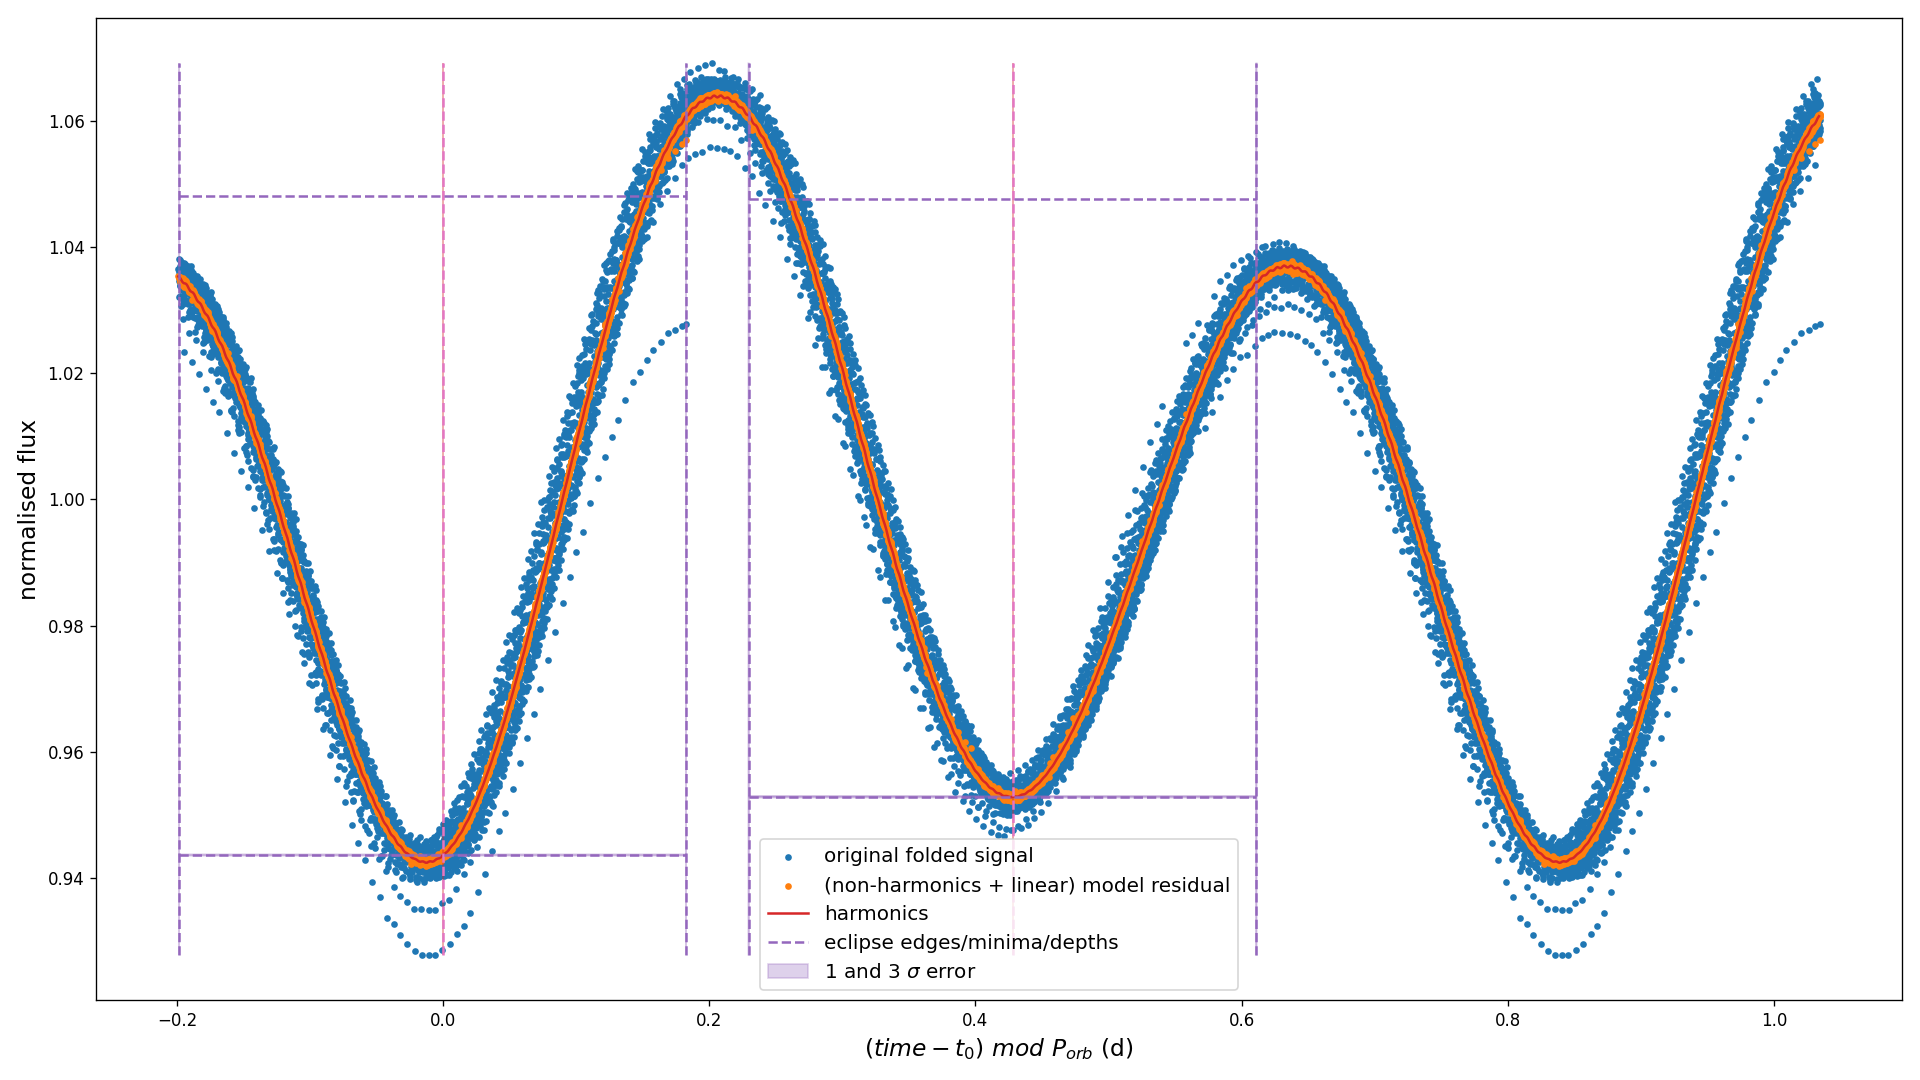 normalised flux
1.06
1.04
1.02
1.00
0.98
0.96
0.94
original folded signal
(non-harmonics + linear) model residual
harmonics
eclipse edges/minima/depths
1 and 3 σ error
−0.2 0.0 0.2 0.4 0.6 0.8 1.0
(time − t₀) mod Pₒᵣb (d)